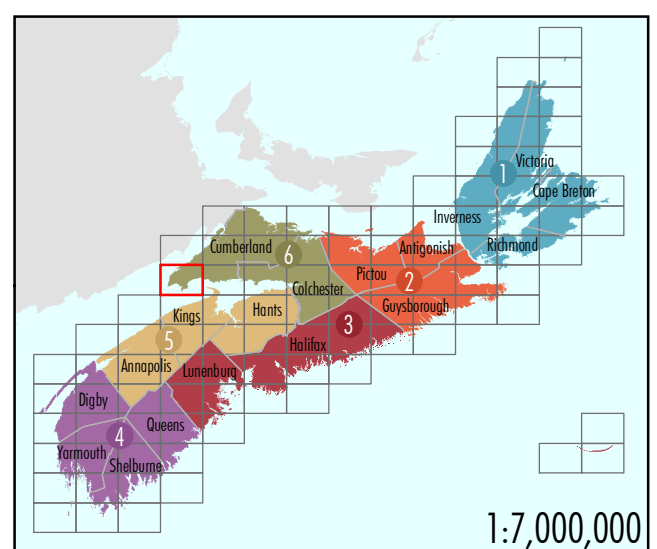 Victoria
1
Cape Breton
Inverness
Cumberland
6
Antigonish
Richmond
Pictou
2
Colchester
Guysborough
Kings
Hants
3
5
Halifax
Annapolis
Lunenburg
Digby
Queens
4
Yarmouth
Shelburne
1:7,000,000